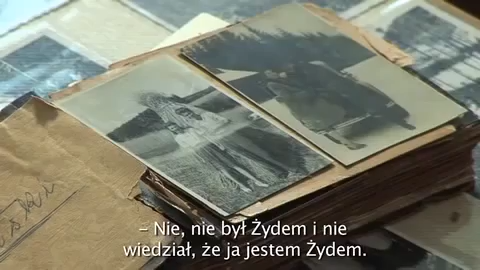 – Nie, nie był Żydem i nie
wiedział, że ja jestem Żydem.